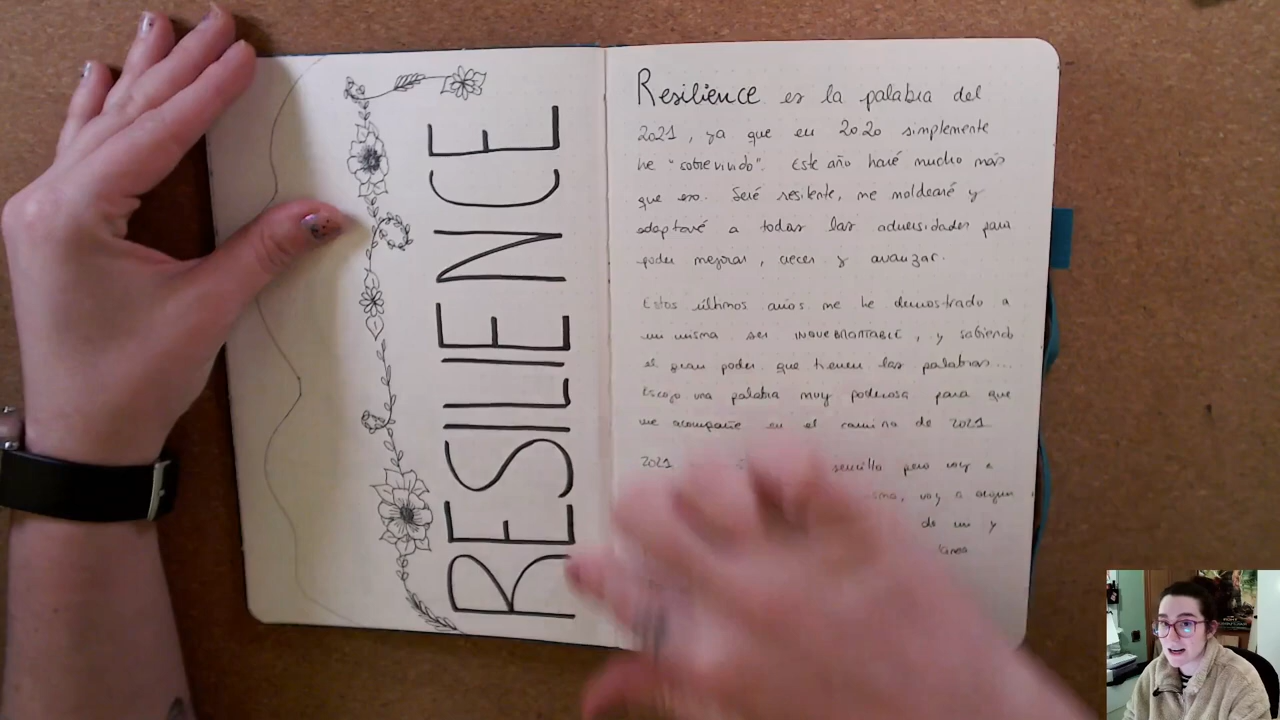 RESILIENCE
Resilience es la palabra del
2021, ya que en 2020 simplemente
he "sobrevivido". Este año haré mucho más
que eso. Seré resilente, me moldearé y
adaptaré a todas las adversidades para
poder mejorar, crecer y avanzar.
Estos últimos años me he demostrado a
mi misma ser INQUEBRANTABLE, y sabiendo
el gran poder que tienen las palabras...
Escojo una palabra muy poderosa para que
me acompañe en el camino de 2021
2021 sencillo pero voy a
voy a
de mi y